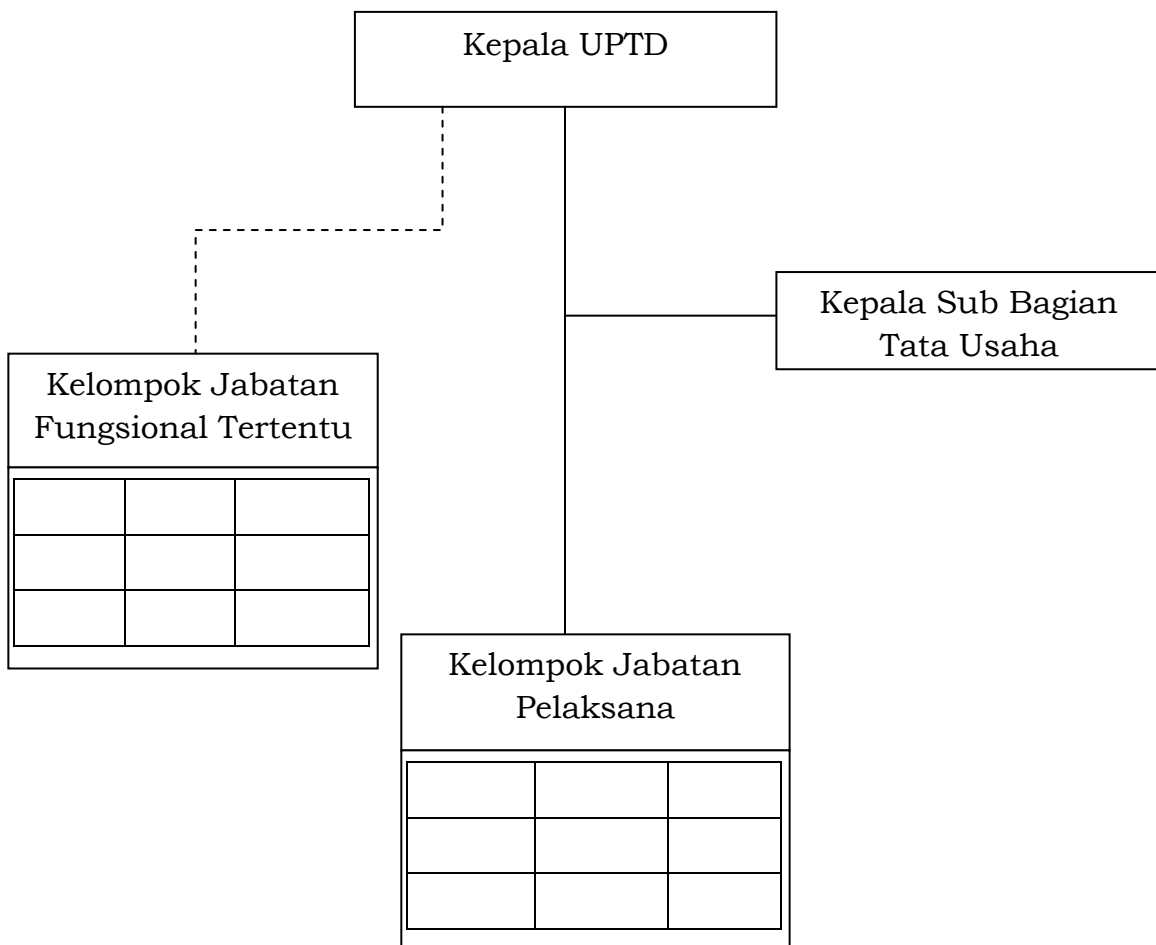 Kepala UPTD
Kepala Sub Bagian
Tata Usaha
Kelompok Jabatan
Fungsional Tertentu
Kelompok Jabatan
Pelaksana